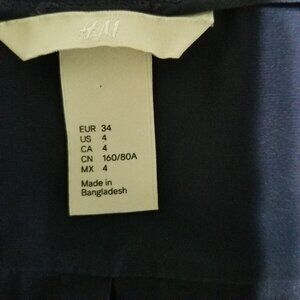 H&M
EUR 34
US 4
CA 4
CN 160/80A
MX 4
Made in
Bangladesh